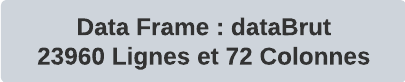 Data Frame : dataBrut
23960 Lignes et 72 Colonnes